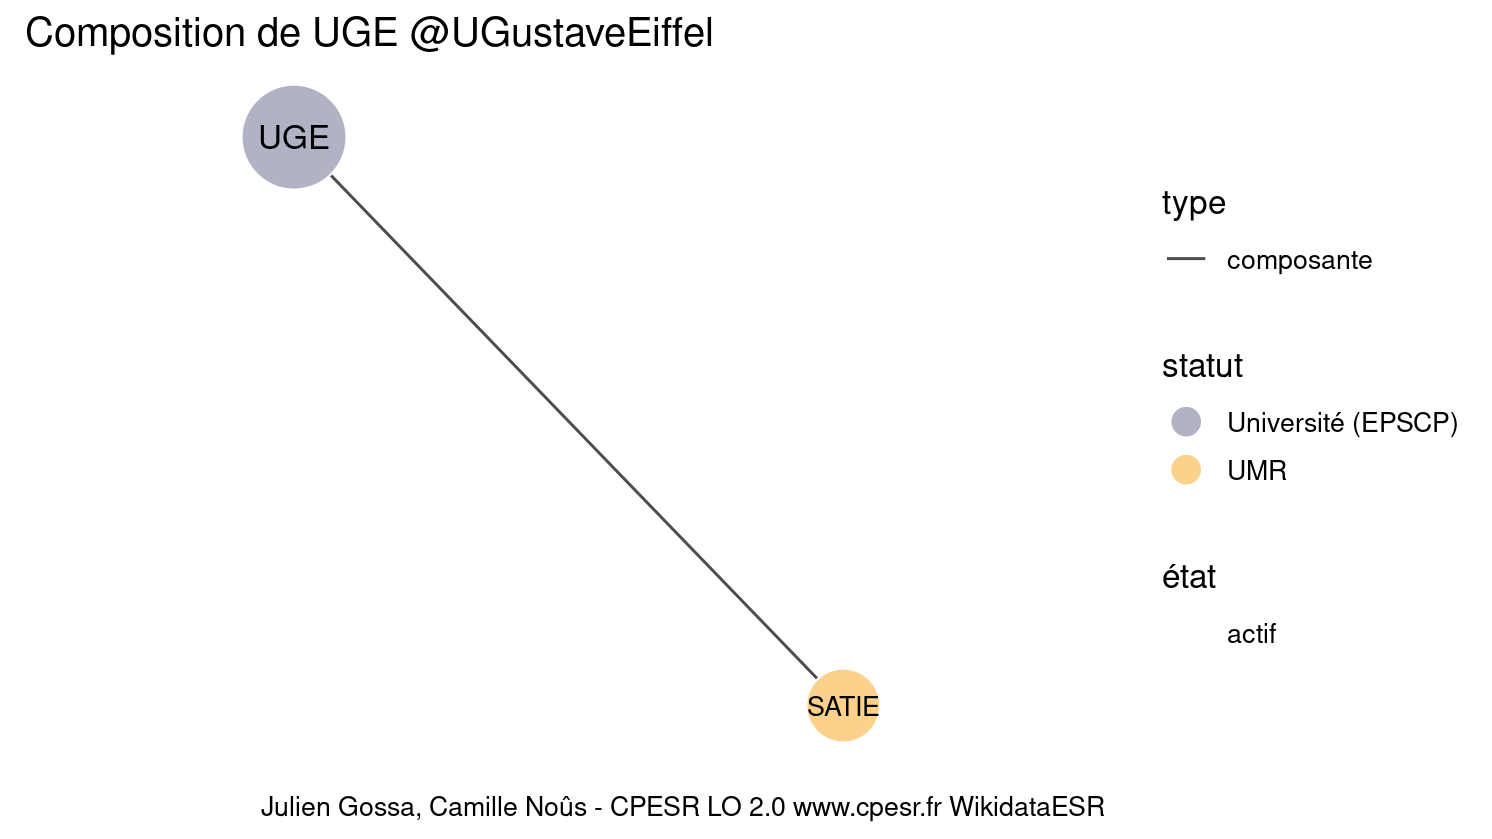 Composition de UGE @UGustaveEiffel
UGE
SATIE
type
composante
statut
Université (EPSCP)
UMR
état
actif
Julien Gossa, Camille Noûs - CPESR LO 2.0 www.cpesr.fr WikidataESR